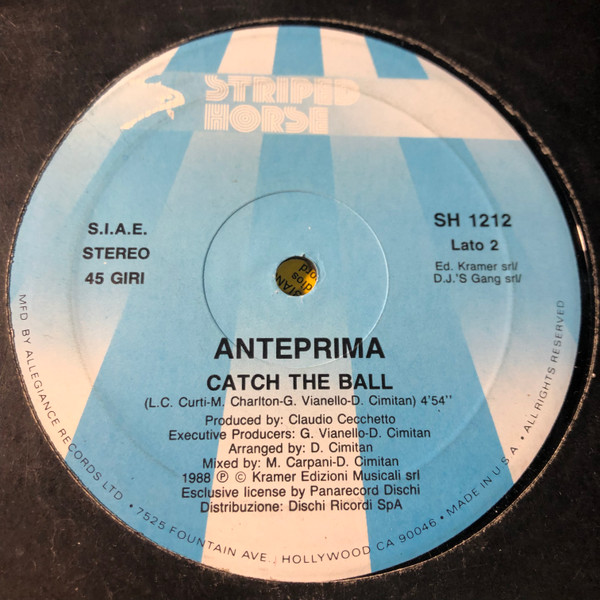 STRIPED
HORSE
S.I.A.E.
STEREO
45 GIRI
SH 1212
Lato 2
Ed. Kramer srl/
D.J.'S Gang srl/
ANTEPRIMA
CATCH THE BALL
(L.C. Curti-M. Charlton-G. Vianello-D. Cimitan) 4'54''
Produced by: Claudio Cecchetto
Executive Producers: G. Vianello-D. Cimitan
Arranged by: D. Cimitan
Mixed by: M. Carpani-D. Cimitan
1988 ℗ © Kramer Edizioni Musicali srl
Esclusive license by Panarecord Dischi
Distribuzione: Dischi Ricordi SpA
MFD BY ALLEGIANCE RECORDS LTD • 7525 FOUNTAIN AVE., HOLLYWOOD CA 90046 • MADE IN U.S.A. • ALL RIGHTS RESERVED